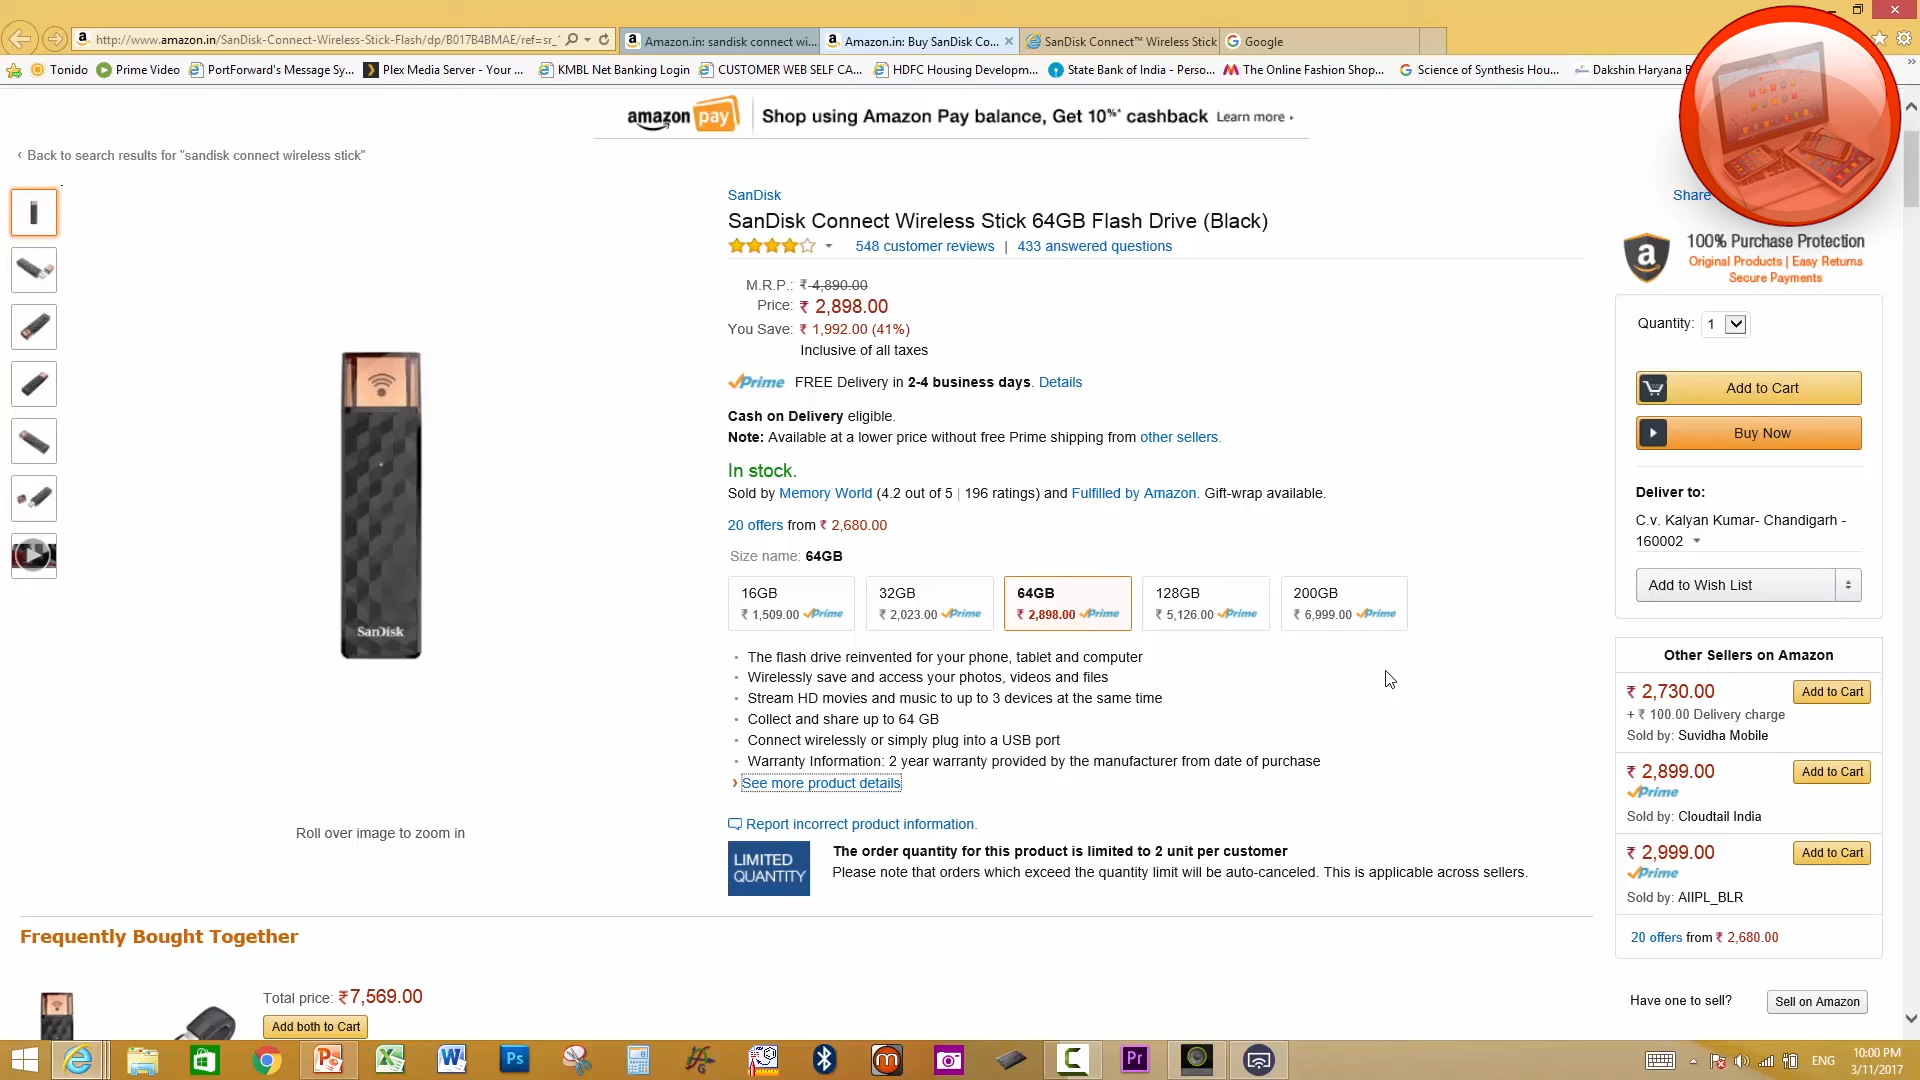 http://www.amazon.in/SanDisk-Connect-Wireless-Stick-Flash/dp/B017B4BMAE/ref=sr_
Amazon.in: sandisk connect wi...
Amazon.in: Buy SanDisk Co...
SanDisk Connect™ Wireless Stick
Google
Tonido
Prime Video
PortForward's Message Sy...
Plex Media Server - Your ...
KMBL Net Banking Login
CUSTOMER WEB SELF CA...
HDFC Housing Developm...
State Bank of India - Perso...
The Online Fashion Shop...
Science of Synthesis Hou...
Dakshin Haryana
amazon pay
Shop using Amazon Pay balance, Get 10%* cashback Learn more ›
‹ Back to search results for "sandisk connect wireless stick"
SanDisk
Share
SanDisk Connect Wireless Stick 64GB Flash Drive (Black)
548 customer reviews | 433 answered questions
M.R.P.: ₹ 4,890.00
Price: ₹ 2,898.00
You Save: ₹ 1,992.00 (41%)
Inclusive of all taxes
Prime FREE Delivery in 2-4 business days. Details
Cash on Delivery eligible.
Note: Available at a lower price without free Prime shipping from other sellers.
In stock.
Sold by Memory World (4.2 out of 5 | 196 ratings) and Fulfilled by Amazon. Gift-wrap available.
20 offers from ₹ 2,680.00
Size name: 64GB
16GB
₹ 1,509.00 Prime
32GB
₹ 2,023.00 Prime
64GB
₹ 2,898.00 Prime
128GB
₹ 5,126.00 Prime
200GB
₹ 6,999.00 Prime
• The flash drive reinvented for your phone, tablet and computer
• Wirelessly save and access your photos, videos and files
• Stream HD movies and music to up to 3 devices at the same time
• Collect and share up to 64 GB
• Connect wirelessly or simply plug into a USB port
• Warranty Information: 2 year warranty provided by the manufacturer from date of purchase
› See more product details
Report incorrect product information.
LIMITED QUANTITY
The order quantity for this product is limited to 2 unit per customer
Please note that orders which exceed the quantity limit will be auto-canceled. This is applicable across sellers.
SanDisk
Roll over image to zoom in
100% Purchase Protection
Original Products | Easy Returns
Secure Payments
Quantity: 1
Add to Cart
Buy Now
Deliver to:
C.v. Kalyan Kumar- Chandigarh -
160002
Add to Wish List
Other Sellers on Amazon
₹ 2,730.00 Add to Cart
+ ₹ 100.00 Delivery charge
Sold by: Suvidha Mobile
₹ 2,899.00 Add to Cart
Prime
Sold by: Cloudtail India
₹ 2,999.00 Add to Cart
Prime
Sold by: AIIPL_BLR
20 offers from ₹ 2,680.00
Have one to sell? Sell on Amazon
Frequently Bought Together
Total price: ₹7,569.00
Add both to Cart
ENG
10:00 PM
3/11/2017